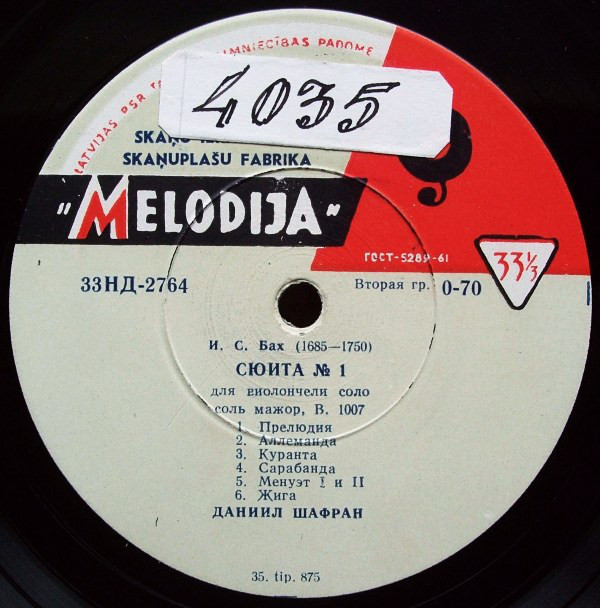 LATVIJAS PSR
PADOME
4035
SKAŅUPLAŠU FABRIKA
"MELODIJA"
ГОСТ-5289-61
33⅓
33НД-2764
Вторая гр. 0-70
И. С. Бах (1685—1750)
СЮИТА № 1
для виолончели соло
соль мажор, В. 1007
1. Прелюдия
2. Аллеманда
3. Куранта
4. Сарабанда
5. Менуэт I и II
6. Жига
ДАНИИЛ ШАФРАН
35. tip. 875